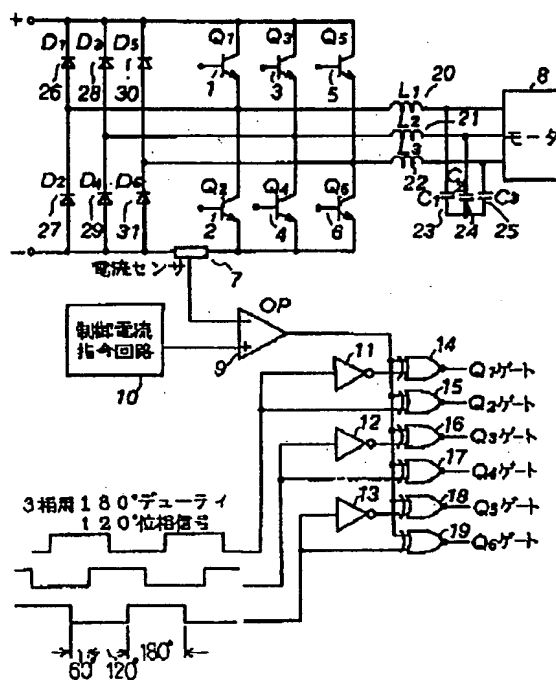 +
D1 D3 D5 Q1 Q3 Q5
26 28 30 1 3 5
20 8
L1
L2 21
L3
22
モータ
D2 D4 D6 Q2 Q4 Q6
27 29 31 2 4 6
C1 C3
23 24 25
−
電流センサ 7
OP
制御電流
指令回路
10
9
−
+
11 14 Q1ゲート
15 Q2ゲート
12 16 Q3ゲート
17 Q4ゲート
13 18 Q5ゲート
19 Q6ゲート
3相用180°デューティ
120°位相信号
60° 120° 180°